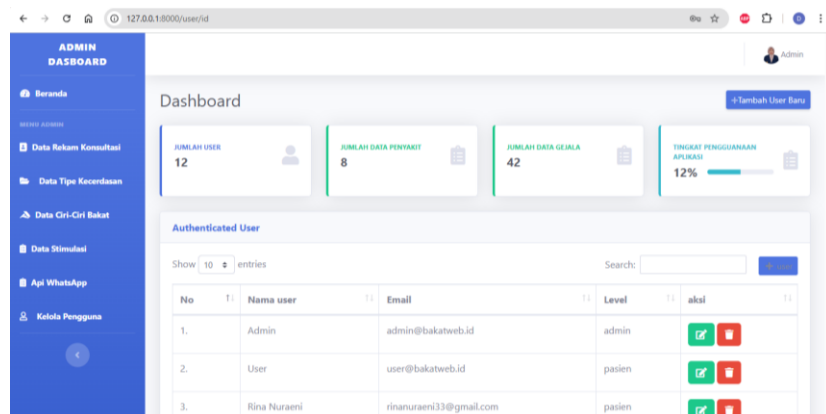 127.0.0.1:8000/user/id
ADMIN
DASBOARD
Admin
Beranda
Dashboard
+Tambah User Baru
MENU ADMIN
Data Rekam Konsultasi
Data Tipe Kecerdasan
Data Ciri-Ciri Bakat
Data Stimulasi
Api WhatsApp
Kelola Pengguna
JUMLAH USER
12
JUMLAH DATA PENYAKIT
8
JUMLAH DATA GEJALA
42
TINGKAT PENGGUNAAAN
APLIKASI
12%
Authenticated User
Show 10 entries
Search:
No Nama user Email Level aksi
1. Admin admin@bakatweb.id admin
2. User user@bakatweb.id pasien
3. Rina Nuraeni rinanuraeni33@gmail.com pasien